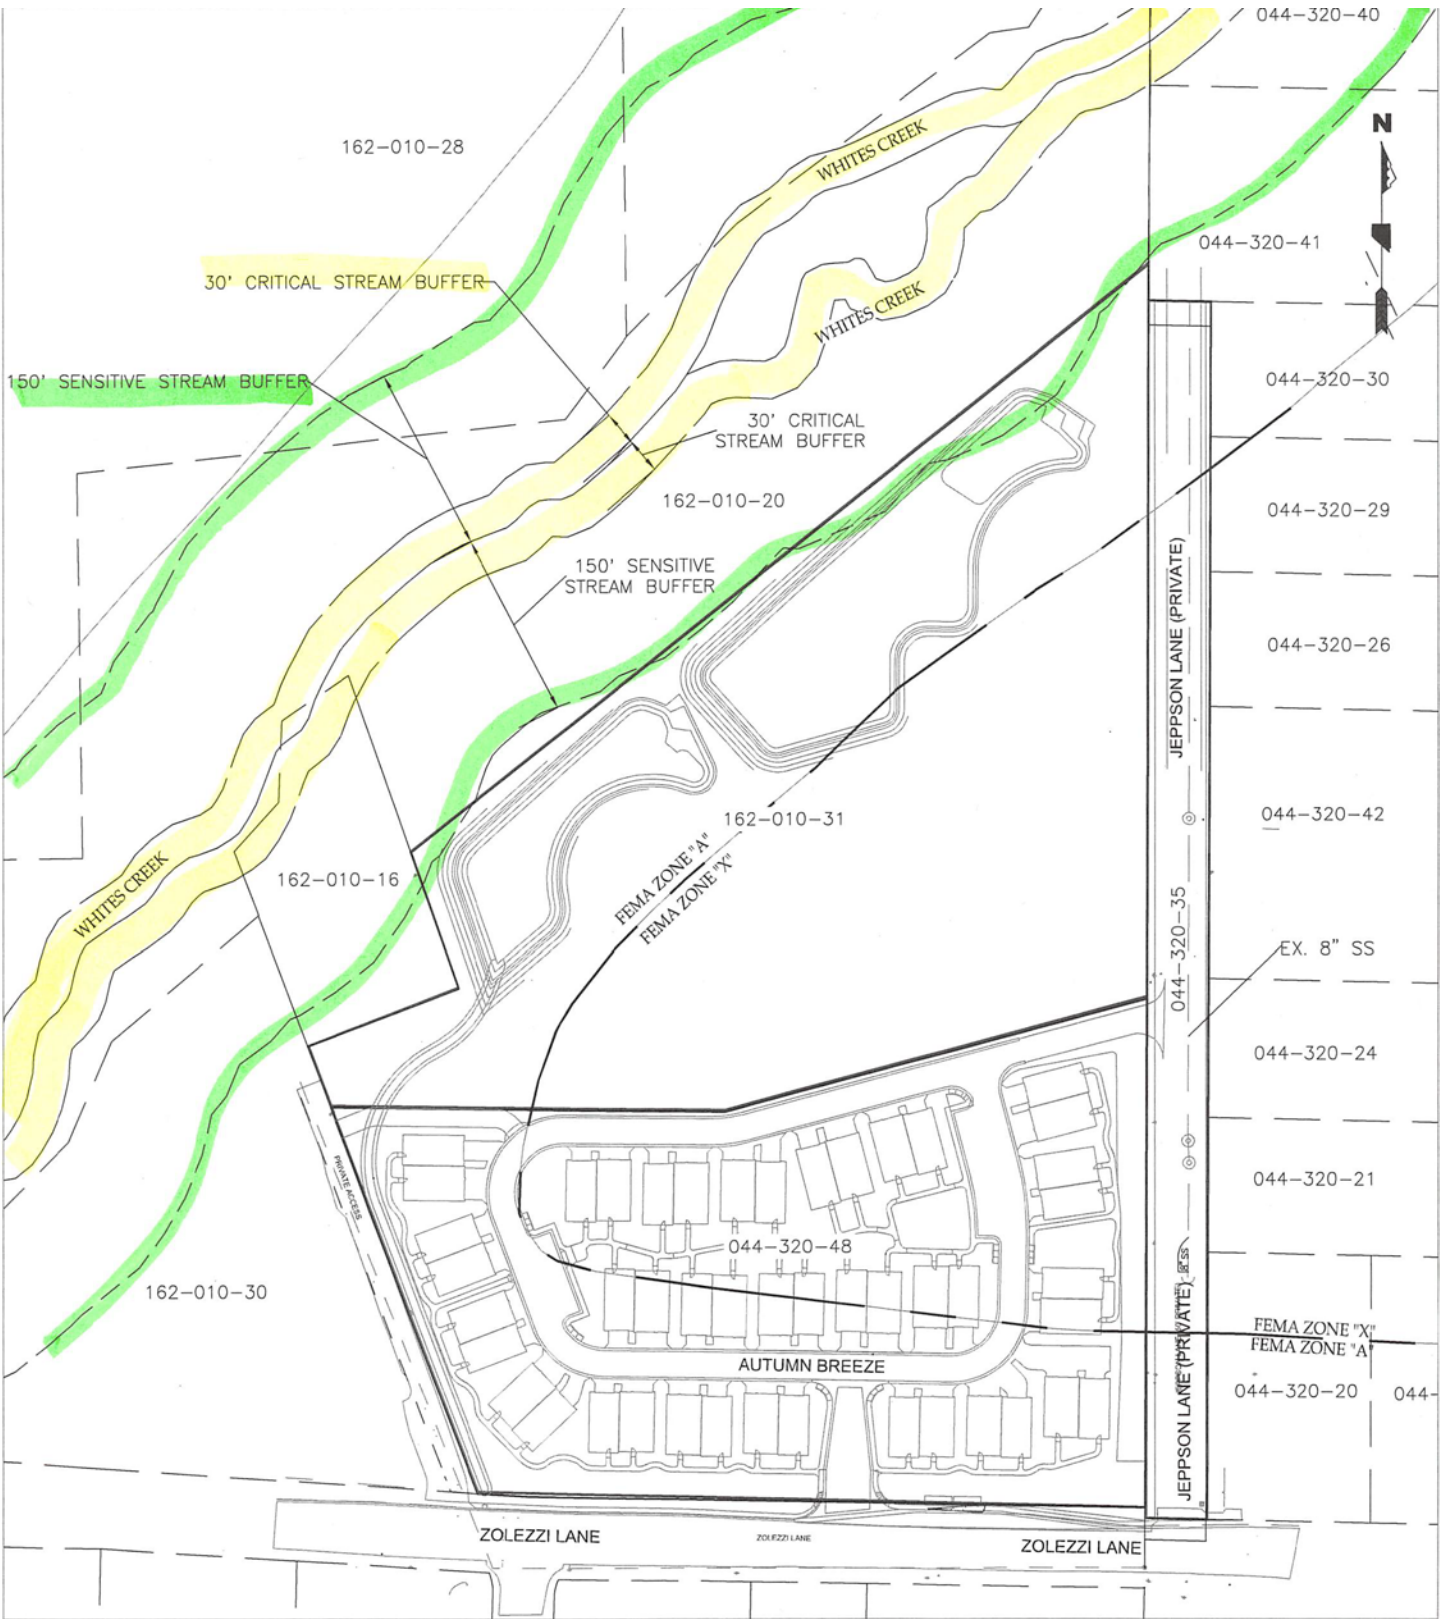 044-320-40
N
162-010-28
WHITES CREEK
044-320-41
30' CRITICAL STREAM BUFFER
WHITES CREEK
150' SENSITIVE STREAM BUFFER
044-320-30
30' CRITICAL
STREAM BUFFER
162-010-20
044-320-29
150' SENSITIVE
STREAM BUFFER
JEPPSON LANE (PRIVATE)
044-320-26
162-010-31
044-320-42
FEMA ZONE "A"
FEMA ZONE "X"
WHITES CREEK
162-010-16
044-320-35
EX. 8" SS
044-320-24
PRIVATE ACCESS
044-320-21
044-320-48
162-010-30
JEPPSON LANE (PRIVATE)
FEMA ZONE "X"
FEMA ZONE "A"
AUTUMN BREEZE
044-320-20
044-
ZOLEZZI LANE
ZOLEZZI LANE
ZOLEZZI LANE